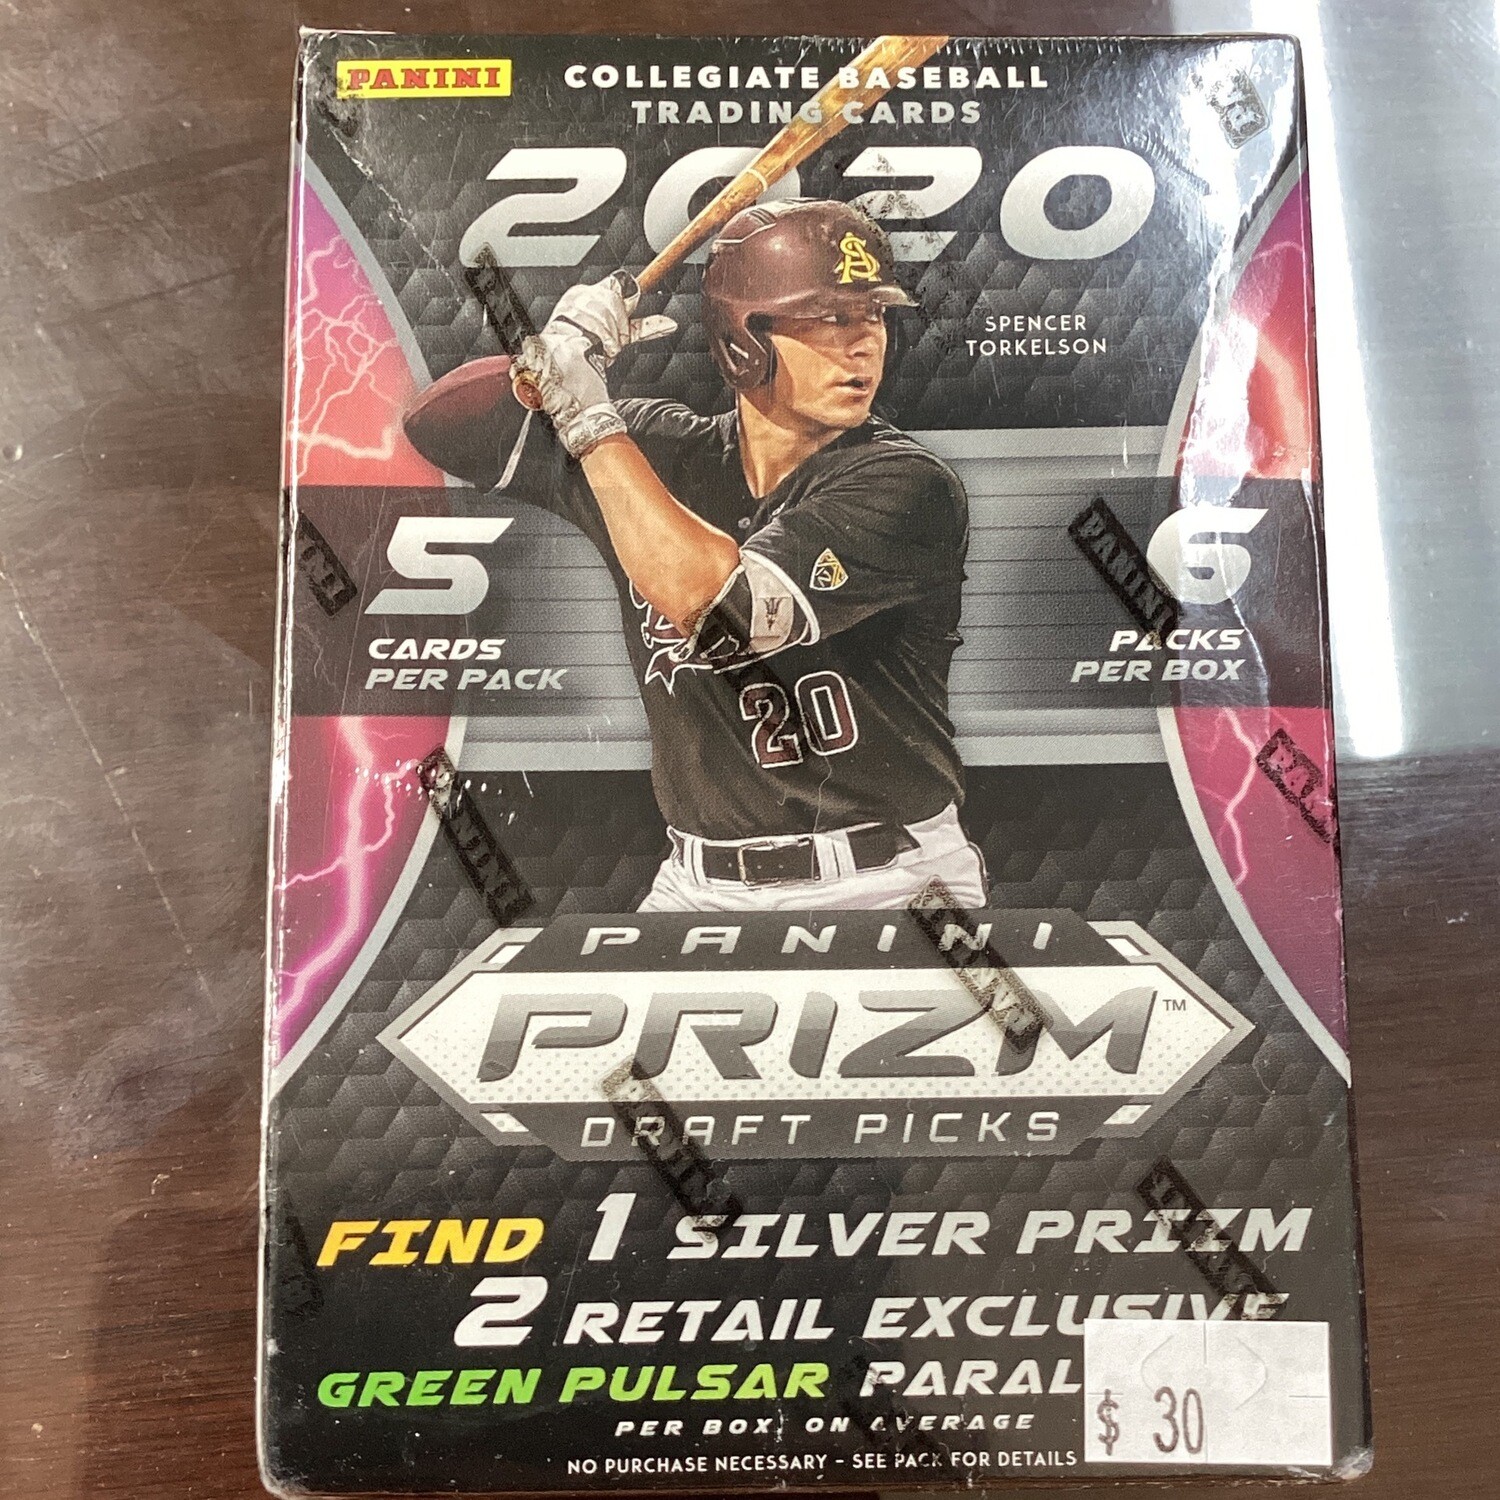 PANINI
COLLEGIATE BASEBALL
TRADING CARDS
2020
SPENCER
TORKELSON
5
CARDS
PER PACK
6
PACKS
PER BOX
20
PANINI
PRIZM™
DRAFT PICKS
FIND 1 SILVER PRIZM
2 RETAIL EXCLUSIVE
GREEN PULSAR PARAL
PER BOX, ON AVERAGE
NO PURCHASE NECESSARY - SEE PACK FOR DETAILS
$ 30